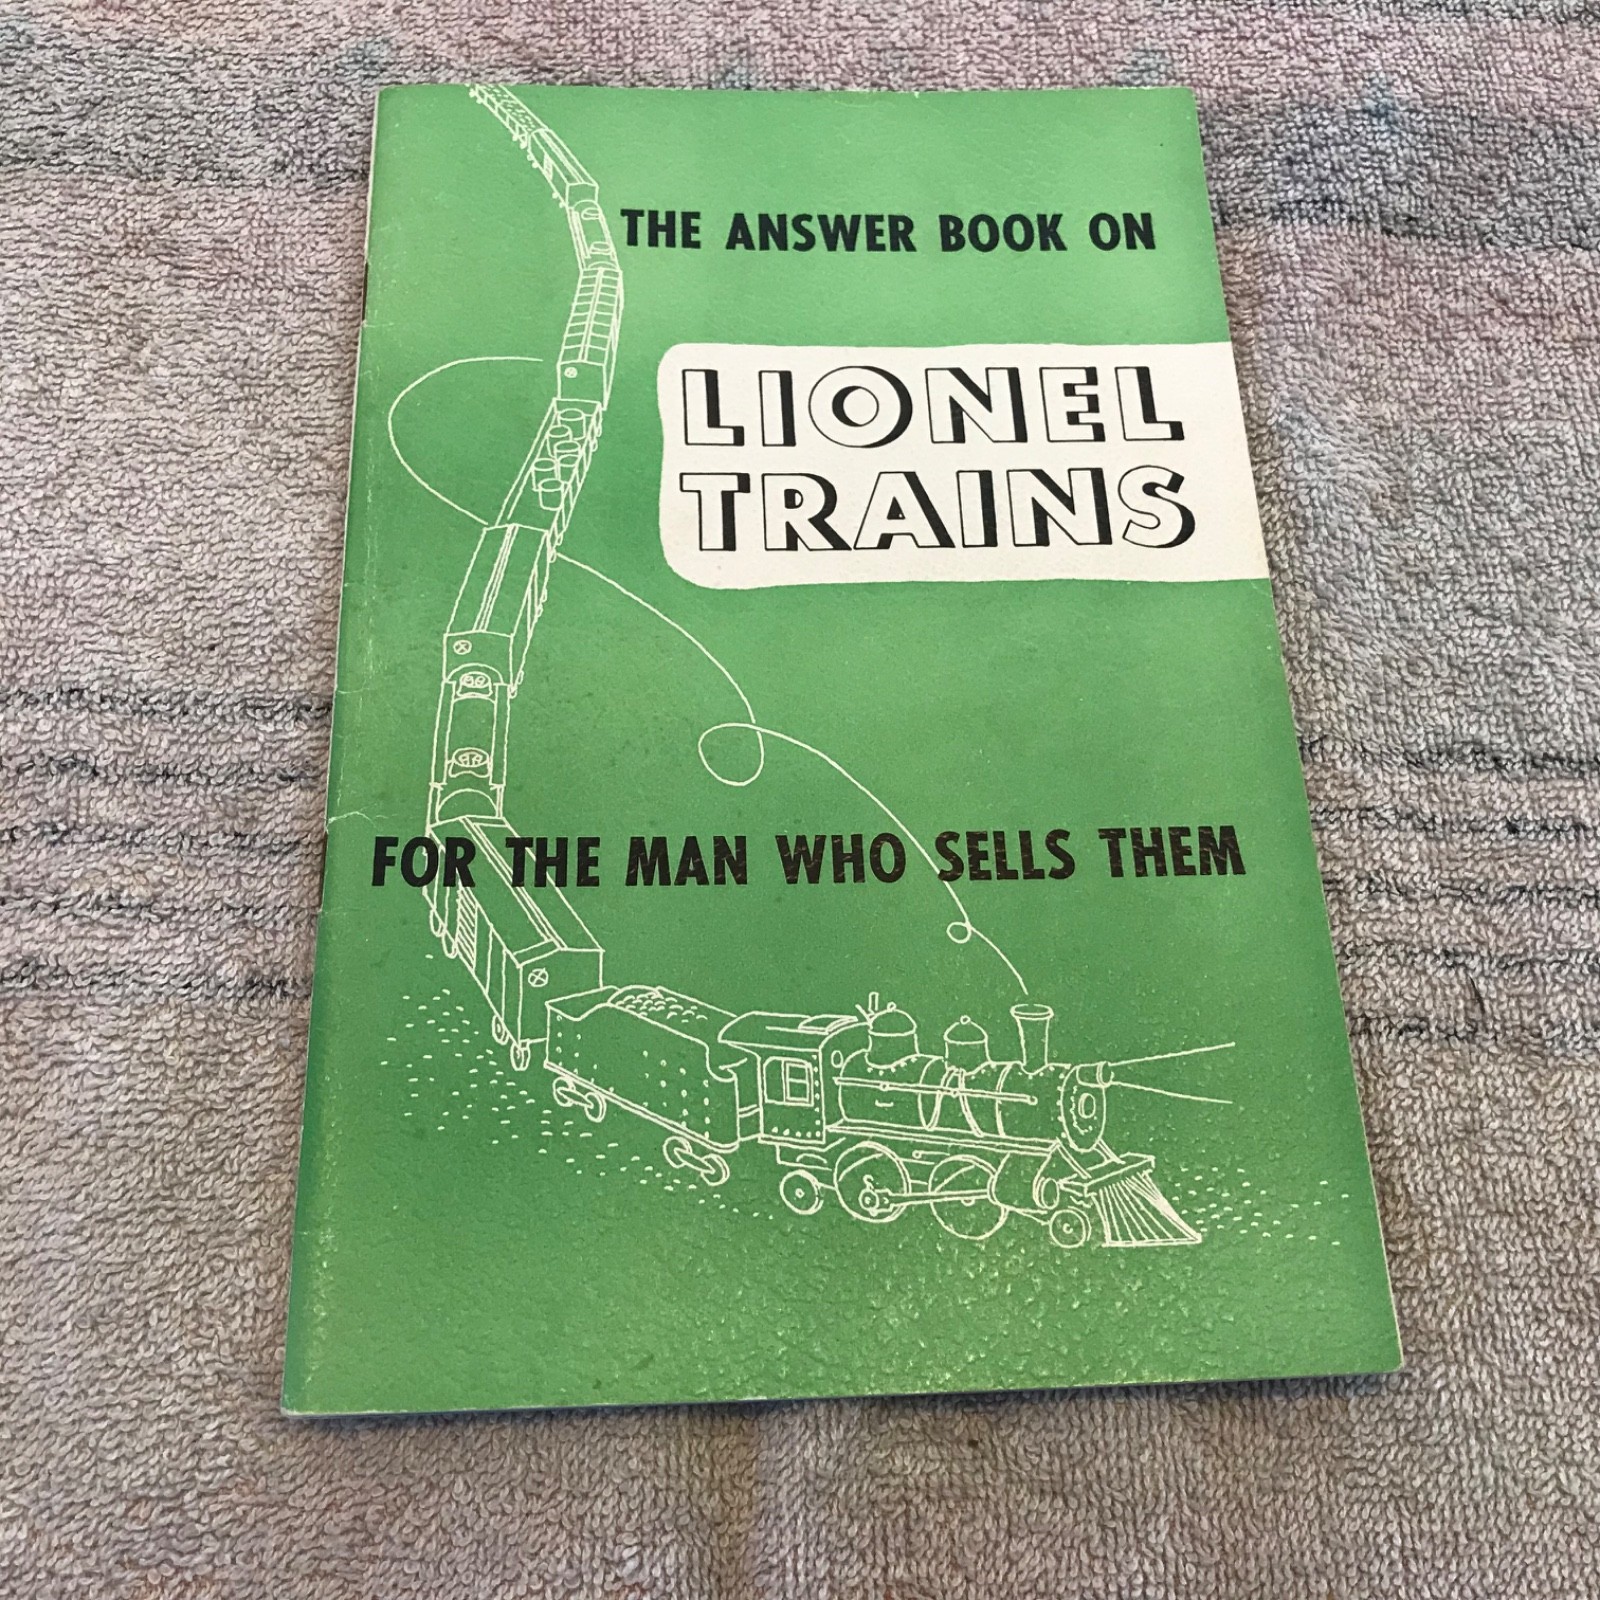 THE ANSWER BOOK ON
LIONEL
TRAINS
FOR THE MAN WHO SELLS THEM